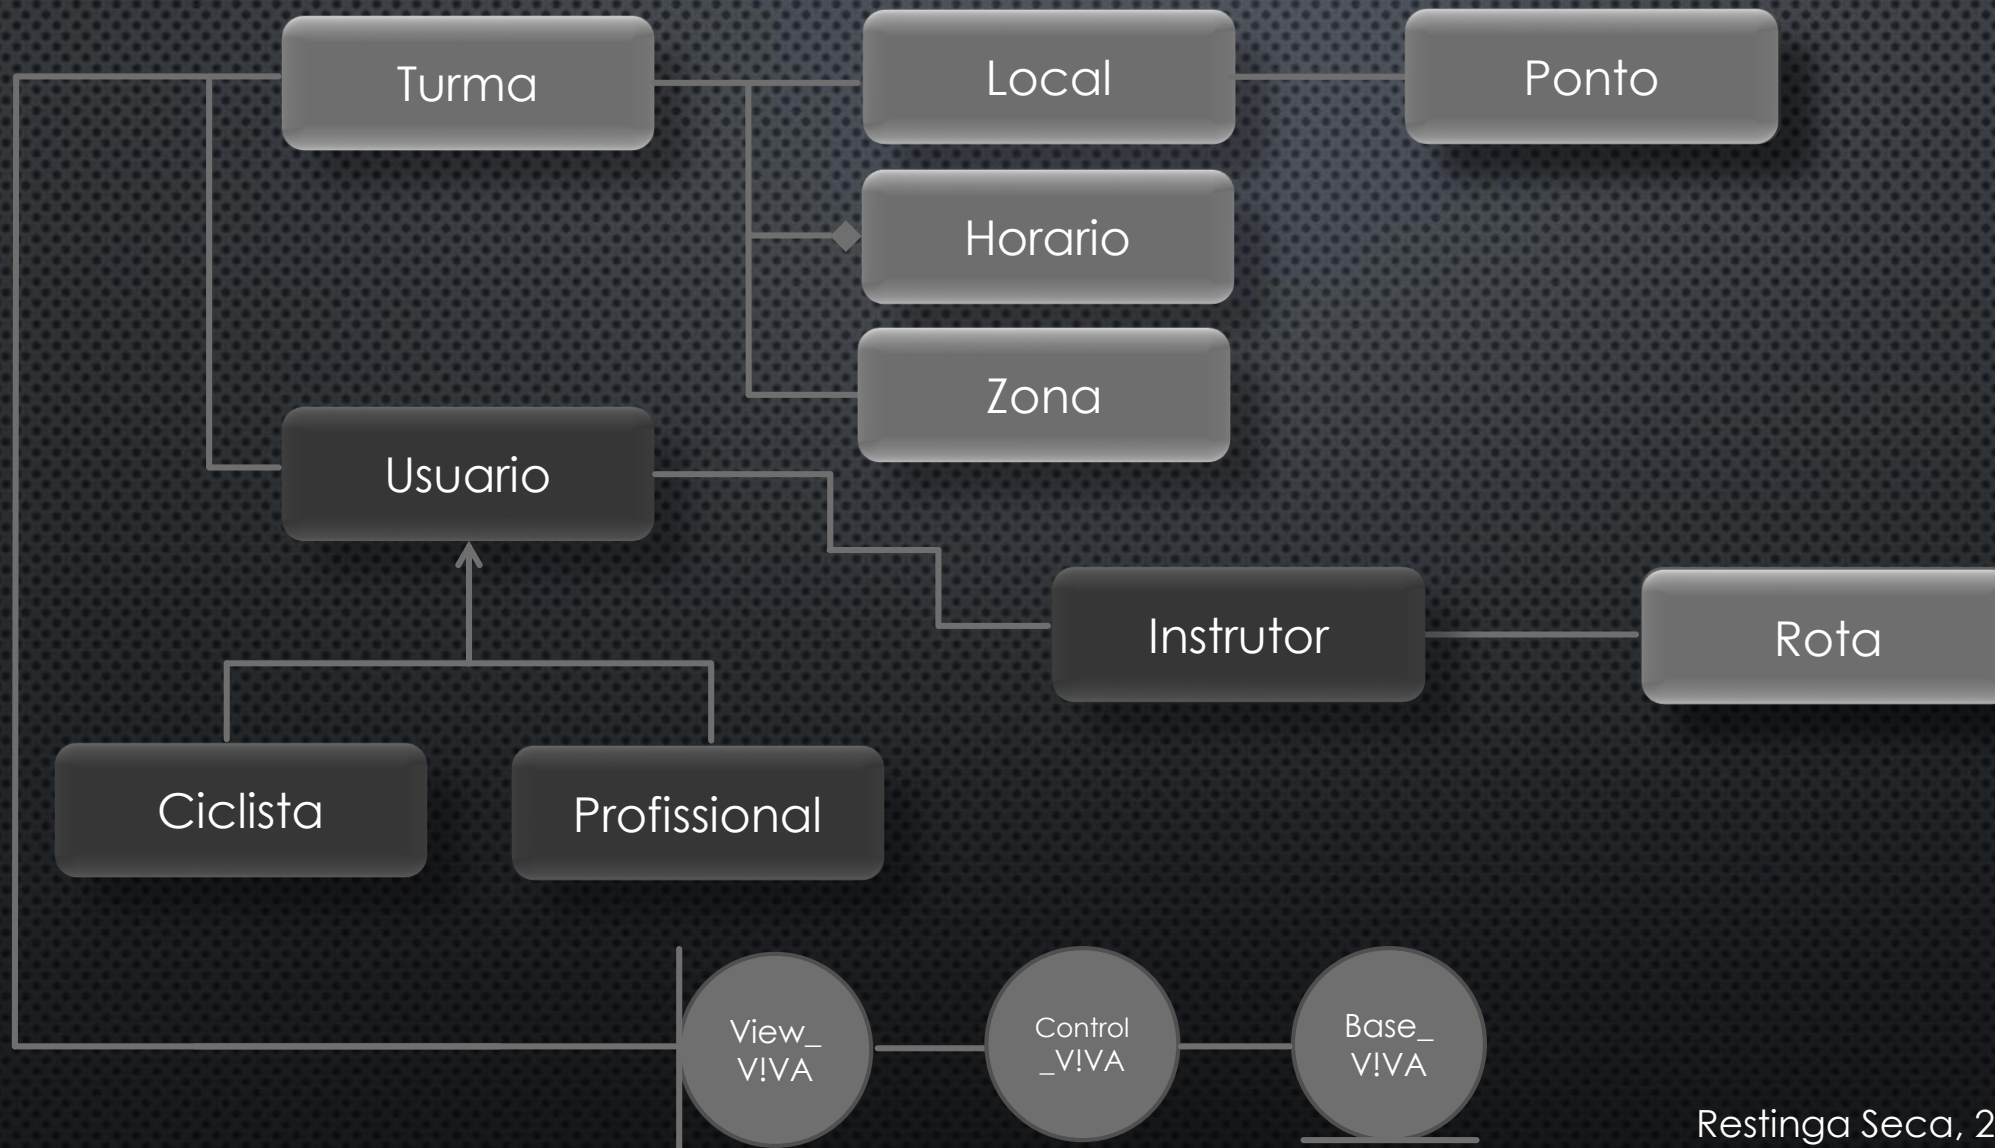 Turma
Local
Ponto
Horario
Zona
Usuario
Instrutor
Rota
Ciclista
Profissional
View_
V!VA
Control
_V!VA
Base_
V!VA
Restinga Seca, 2